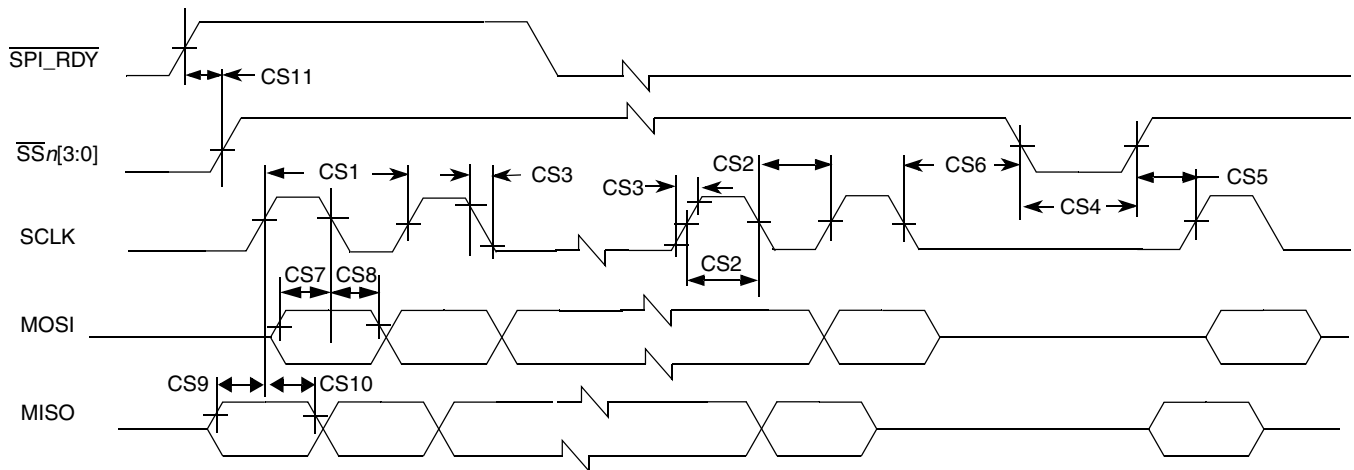 SPI_RDY
CS11
SSn[3:0]
CS1
CS3
CS3
CS2
CS6
CS5
CS4
SCLK
CS2
CS7
CS8
MOSI
CS9
CS10
MISO